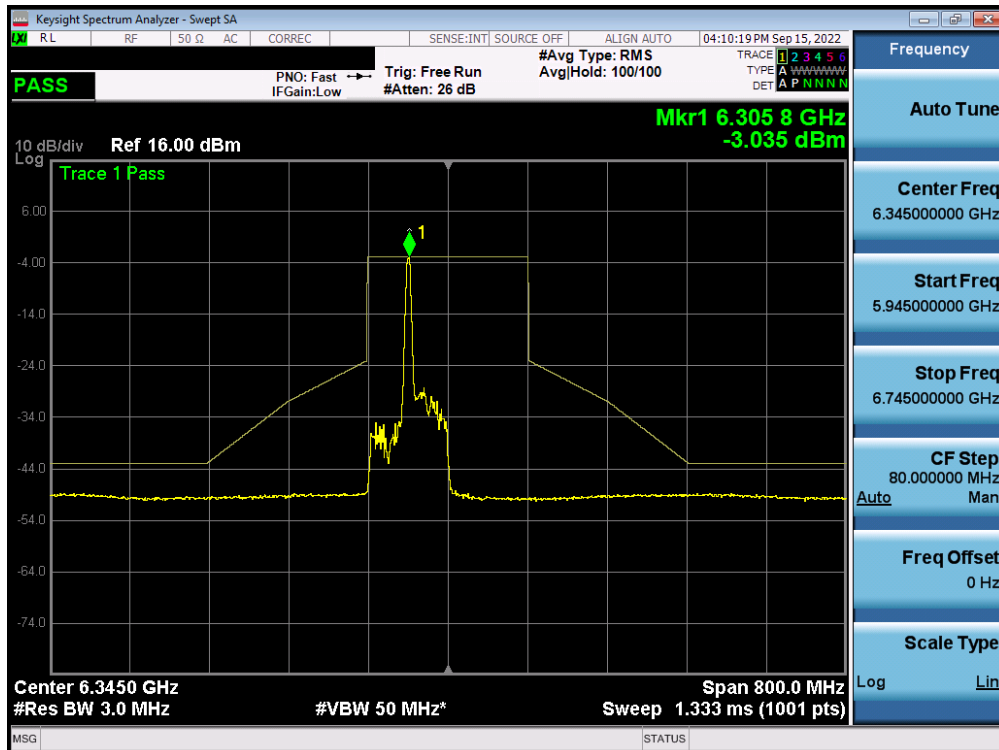 Keysight Spectrum Analyzer - Swept SA
LXI RL RF 50 Ω AC CORREC SENSE:INT SOURCE OFF ALIGN AUTO 04:10:19 PM Sep 15, 2022
Frequency
PASS
PNO: Fast
IFGain:Low
Trig: Free Run
#Atten: 26 dB
#Avg Type: RMS
Avg|Hold: 100/100
TRACE 1 2 3 4 5 6
TYPE A WWWWW
DET A P N N N N
Auto Tune
Mkr1 6.305 8 GHz
-3.035 dBm
10 dB/div Ref 16.00 dBm
Log
Trace 1 Pass
1
6.00
-4.00
-14.0
-24.0
-34.0
-44.0
-54.0
-64.0
-74.0
Center Freq
6.345000000 GHz
Start Freq
5.945000000 GHz
Stop Freq
6.745000000 GHz
CF Step
80.000000 MHz
Auto Man
Freq Offset
0 Hz
Scale Type
Log Lin
Center 6.3450 GHz Span 800.0 MHz
#Res BW 3.0 MHz #VBW 50 MHz* Sweep 1.333 ms (1001 pts)
MSG STATUS